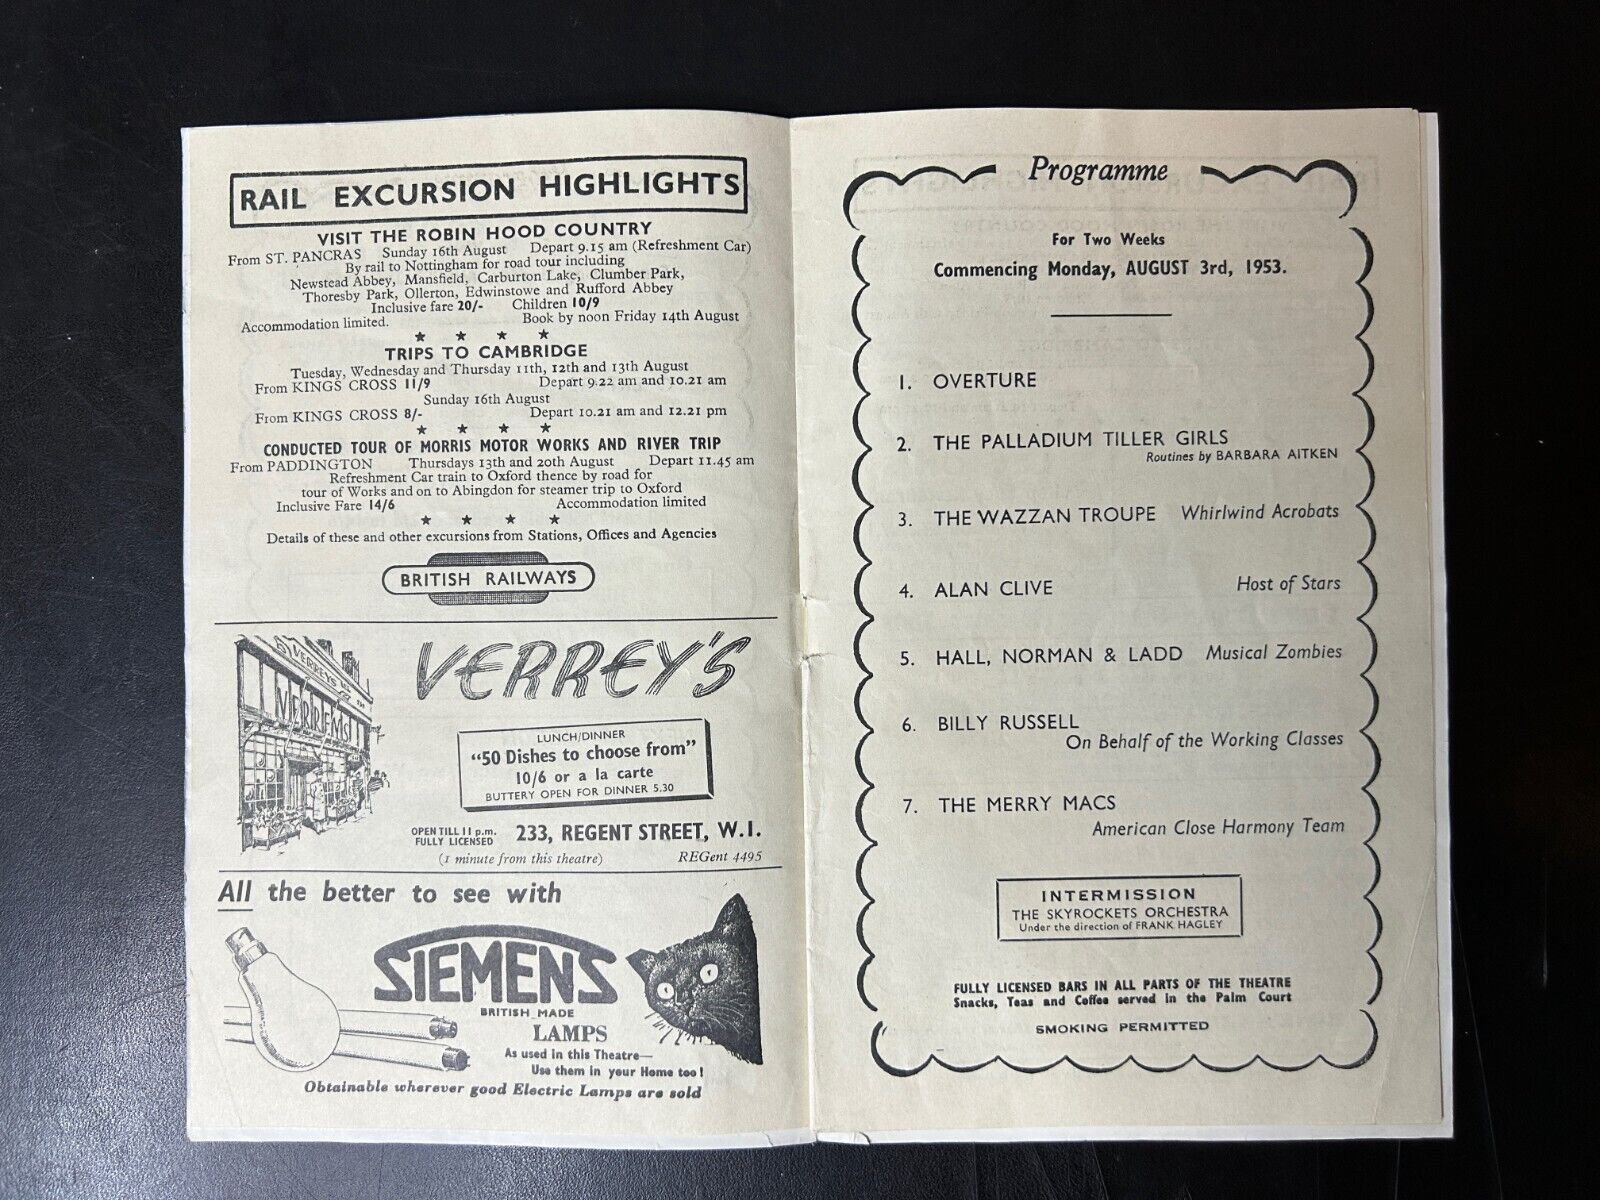 RAIL EXCURSION HIGHLIGHTS
VISIT THE ROBIN HOOD COUNTRY
From ST. PANCRAS Sunday 16th August Depart 9.15 am (Refreshment Car)
By rail to Nottingham for road tour including
Newstead Abbey, Mansfield, Carburton Lake, Clumber Park,
Thoresby Park, Ollerton, Edwinstowe and Rufford Abbey
Inclusive fare 20/- Children 10/9
Accommodation limited. Book by noon Friday 14th August
★ ★ ★ ★
TRIPS TO CAMBRIDGE
Tuesday, Wednesday and Thursday 11th, 12th and 13th August
From KINGS CROSS 11/9 Depart 9.22 am and 10.21 am
Sunday 16th August
From KINGS CROSS 8/- Depart 10.21 am and 12.21 pm
★ ★ ★ ★
CONDUCTED TOUR OF MORRIS MOTOR WORKS AND RIVER TRIP
From PADDINGTON Thursdays 13th and 20th August Depart 11.45 am
Refreshment Car train to Oxford thence by road for
tour of Works and on to Abingdon for steamer trip to Oxford
Inclusive Fare 14/6 Accommodation limited
★ ★ ★ ★
Details of these and other excursions from Stations, Offices and Agencies
BRITISH RAILWAYS
VERREYS
VERREY'S
LUNCH/DINNER
"50 Dishes to choose from"
10/6 or a la carte
BUTTERY OPEN FOR DINNER 5.30
OPEN TILL 11 p.m.
FULLY LICENSED
233, REGENT STREET, W.1.
(1 minute from this theatre) REGent 4495
All the better to see with
SIEMENS
BRITISH MADE
LAMPS
As used in this Theatre—
Use them in your Home too!
Obtainable wherever good Electric Lamps are sold
Programme
For Two Weeks
Commencing Monday, AUGUST 3rd, 1953.
1. OVERTURE
2. THE PALLADIUM TILLER GIRLS
Routines by BARBARA AITKEN
3. THE WAZZAN TROUPE Whirlwind Acrobats
4. ALAN CLIVE Host of Stars
5. HALL, NORMAN & LADD Musical Zombies
6. BILLY RUSSELL
On Behalf of the Working Classes
7. THE MERRY MACS
American Close Harmony Team
INTERMISSION
THE SKYROCKETS ORCHESTRA
Under the direction of FRANK HAGLEY
FULLY LICENSED BARS IN ALL PARTS OF THE THEATRE
Snacks, Teas and Coffee served in the Palm Court
SMOKING PERMITTED